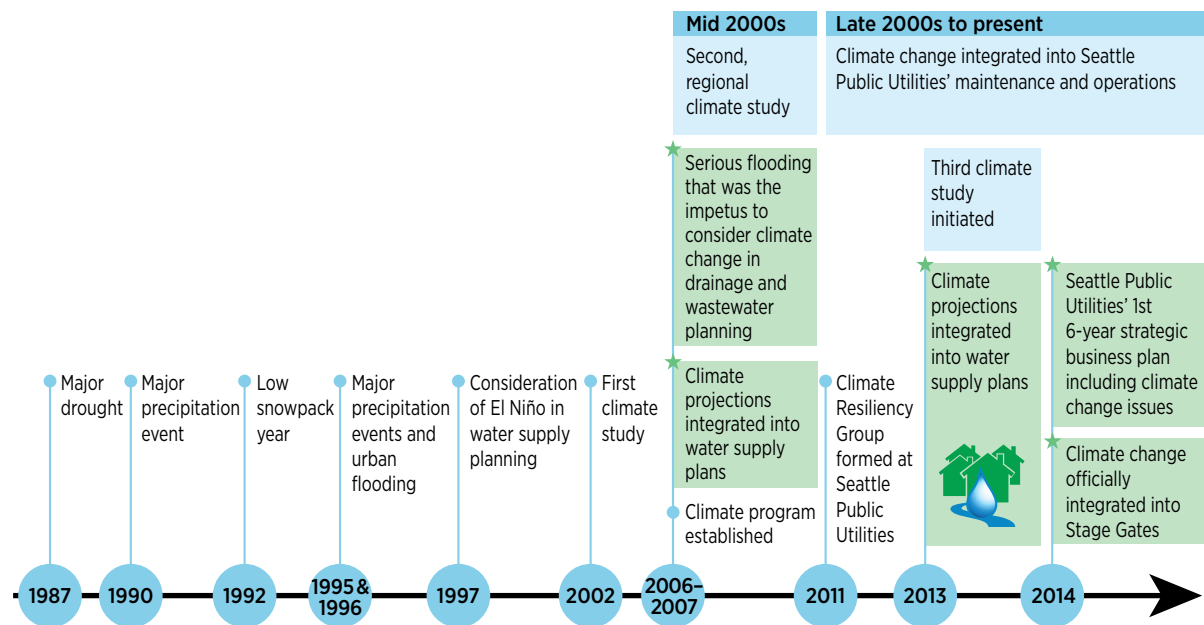 Mid 2000s
Second,
regional
climate study
Late 2000s to present
Climate change integrated into Seattle
Public Utilities’ maintenance and operations
Major
drought
Major
precipitation
event
Low
snowpack
year
Major
precipitation
events and
urban
flooding
Consideration
of El Niño in
water supply
planning
First
climate
study
Serious flooding
that was the
impetus to
consider climate
change in
drainage and
wastewater
planning
Climate
projections
integrated into
water supply
plans
Climate program
established
Climate
Resiliency
Group
formed at
Seattle
Public
Utilities
Third climate
study
initiated
Climate
projections
integrated
into water
supply plans
Seattle Public
Utilities’ 1st
6-year strategic
business plan
including climate
change issues
Climate change
officially
integrated into
Stage Gates
1987
1990
1992
1995 &
1996
1997
2002
2006–
2007
2011
2013
2014